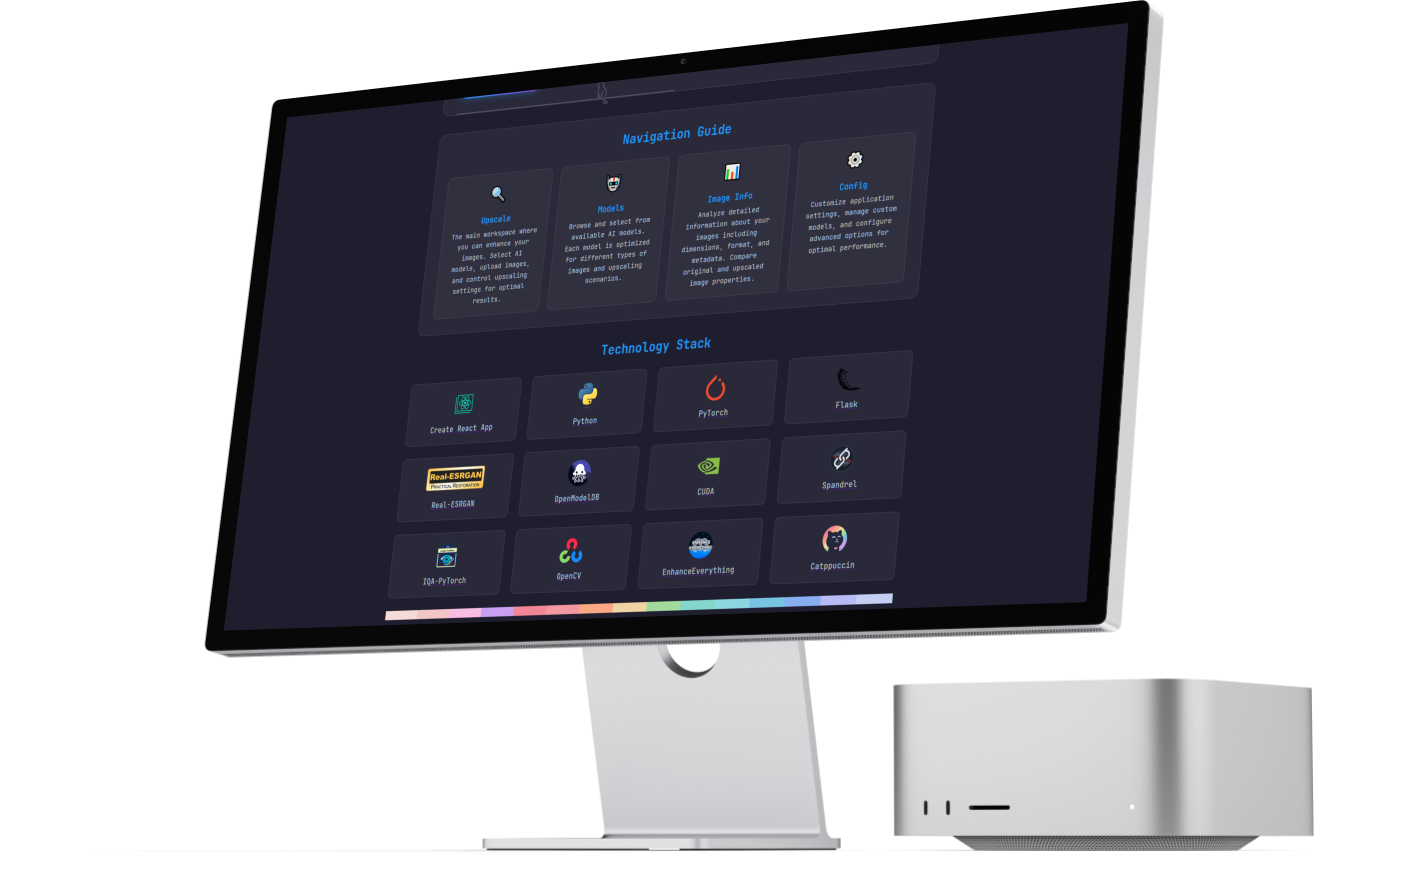 Navigation Guide
Upscale
The main workspace where
you can enhance your
images. Select AI
models, upload images,
and control upscaling
settings for optimal
results.
Models
Browse and select from
available AI models.
Each model is optimized
for different types of
images and upscaling
scenarios.
Image Info
Analyze detailed
information about your
images including
dimensions, format, and
metadata. Compare
original and upscaled
image properties.
Config
Customize application
settings, manage custom
models, and configure
advanced options for
optimal performance.
Technology Stack
Create React App
Python
PyTorch
Flask
Real-ESRGAN
Practical Restoration
Real-ESRGAN
OpenModelDB
CUDA
Spandrel
IQA-PyTorch
OpenCV
ENHANCE
EVERYTHING
EnhanceEverything
Catppuccin